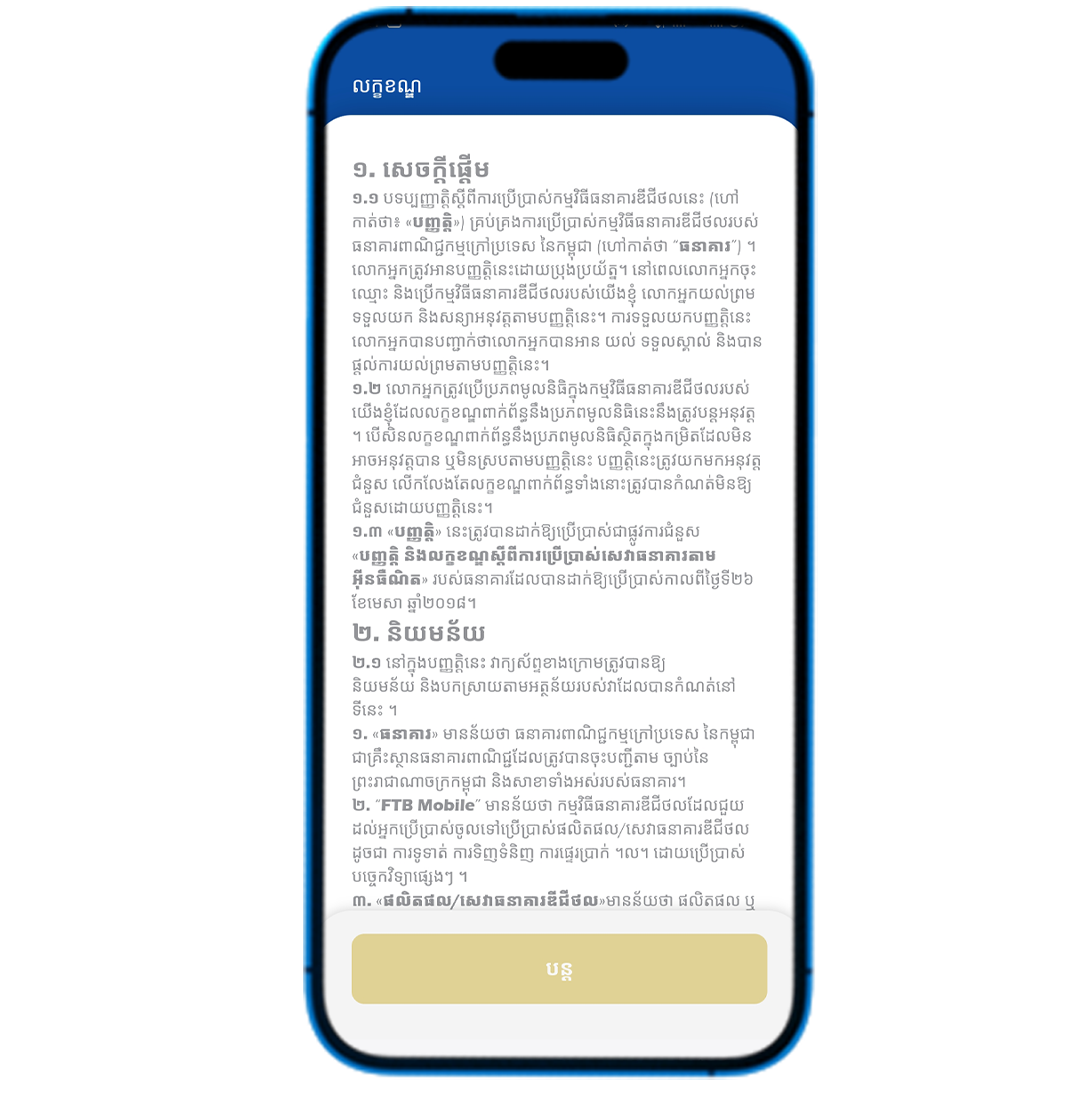 លក្ខខណ្ឌ
១. សេចក្តីផ្តើម
១.១ បទប្បញ្ញាត្តិស្តីពីការប្រើប្រាស់កម្មវិធីធនាគារឌីជីថលនេះ (ហៅ
កាត់ថា៖ «បញ្ញត្តិ») គ្រប់គ្រងការប្រើប្រាស់កម្មវិធីធនាគារឌីជីថលរបស់
ធនាគារពាណិជ្ជកម្មក្រៅប្រទេស នៃកម្ពុជា (ហៅកាត់ថា “ធនាគារ”) ។
លោកអ្នកត្រូវអានបញ្ញត្តិនេះដោយប្រុងប្រយ័ត្ន។ នៅពេលលោកអ្នកចុះ
ឈ្មោះ និងប្រើកម្មវិធីធនាគារឌីជីថលរបស់យើងខ្ញុំ លោកអ្នកយល់ព្រម
ទទួលយក និងសន្យាអនុវត្តតាមបញ្ញត្តិនេះ។ ការទទួលយកបញ្ញត្តិនេះ
លោកអ្នកបានបញ្ជាក់ថាលោកអ្នកបានអាន យល់ ទទួលស្គាល់ និងបាន
ផ្តល់ការយល់ព្រមតាមបញ្ញត្តិនេះ។
១.២ លោកអ្នកត្រូវប្រើប្រភពមូលនិធិក្នុងកម្មវិធីធនាគារឌីជីថលរបស់
យើងខ្ញុំដែលលក្ខខណ្ឌពាក់ព័ន្ធនឹងប្រភពមូលនិធិនេះនឹងត្រូវបន្តអនុវត្ត
។ បើសិនលក្ខខណ្ឌពាក់ព័ន្ធនឹងប្រភពមូលនិធិស្ថិតក្នុងកម្រិតដែលមិន
អាចអនុវត្តបាន ឬមិនស្របតាមបញ្ញត្តិនេះ បញ្ញត្តិនេះត្រូវយកមកអនុវត្ត
ជំនួស លើកលែងតែលក្ខខណ្ឌពាក់ព័ន្ធទាំងនោះត្រូវបានកំណត់មិនឱ្យ
ជំនួសដោយបញ្ញត្តិនេះ។
១.៣ «បញ្ញត្តិ» នេះត្រូវបានដាក់ឱ្យប្រើប្រាស់ជាផ្លូវការជំនួស
«បញ្ញត្តិ និងលក្ខខណ្ឌស្តីពីការប្រើប្រាស់សេវាធនាគារតាម
អ៊ីនធឺណិត» របស់ធនាគារដែលបានដាក់ឱ្យប្រើប្រាស់កាលពីថ្ងៃទី២៦
ខែមេសា ឆ្នាំ២០១៨។
២. និយមន័យ
២.១ នៅក្នុងបញ្ញត្តិនេះ វាក្យស័ព្ទខាងក្រោមត្រូវបានឱ្យ
និយមន័យ និងបកស្រាយតាមអត្ថន័យរបស់វាដែលបានកំណត់នៅ
ទីនេះ ។
១. «ធនាគារ» មានន័យថា ធនាគារពាណិជ្ជកម្មក្រៅប្រទេស នៃកម្ពុជា
ជាគ្រឹះស្ថានធនាគារពាណិជ្ជដែលត្រូវបានចុះបញ្ជីតាម ច្បាប់នៃ
ព្រះរាជាណាចក្រកម្ពុជា និងសាខាទាំងអស់របស់ធនាគារ។
២. “FTB Mobile” មានន័យថា កម្មវិធីធនាគារឌីជីថលដែលជួយ
ដល់អ្នកប្រើប្រាស់ចូលទៅប្រើប្រាស់ផលិតផល/សេវាធនាគារឌីជីថល
ដូចជា ការទូទាត់ ការទិញទំនិញ ការផ្ទេរប្រាក់ ។ល។ ដោយប្រើប្រាស់
បច្ចេកវិទ្យាផ្សេងៗ ។
៣. «ផលិតផល/សេវាធនាគារឌីជីថល»មានន័យថា ផលិតផល ឬ
បន្ត